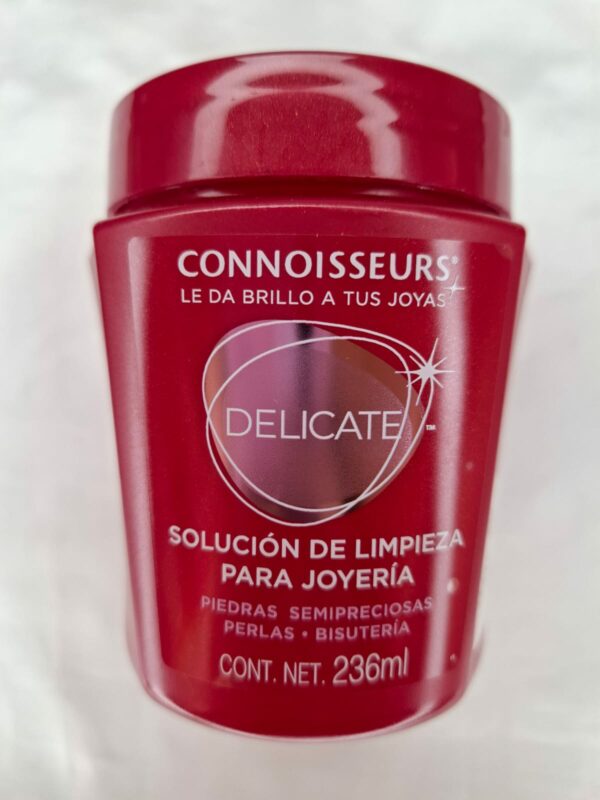 CONNOISSEURS®
LE DA BRILLO A TUS JOYAS
DELICATE™
SOLUCIÓN DE LIMPIEZA
PARA JOYERÍA
PIEDRAS SEMIPRECIOSAS
PERLAS • BISUTERÍA
CONT. NET. 236ml